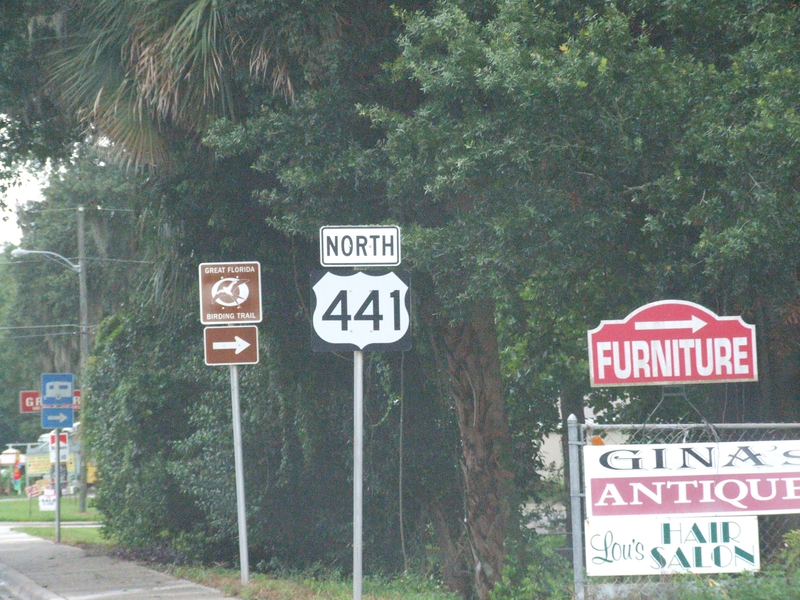 NORTH
441
GREAT FLORIDA
BIRDING TRAIL
FURNITURE
GINA'S
ANTIQUE
Lou's HAIR
SALON